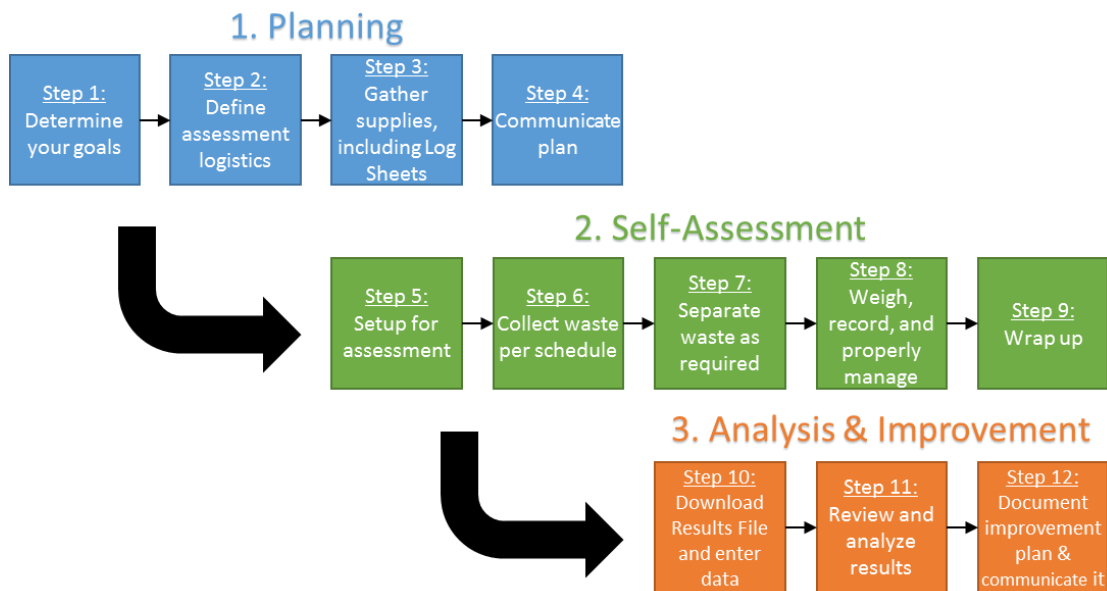 1. Planning
Step 1:
Determine
your goals
Step 2:
Define
assessment
logistics
Step 3:
Gather
supplies,
including Log
Sheets
Step 4:
Communicate
plan
2. Self-Assessment
Step 5:
Setup for
assessment
Step 6:
Collect waste
per schedule
Step 7:
Separate
waste as
required
Step 8:
Weigh,
record, and
properly
manage
Step 9:
Wrap up
3. Analysis & Improvement
Step 10:
Download
Results File
and enter
data
Step 11:
Review and
analyze
results
Step 12:
Document
improvement
plan &
communicate it